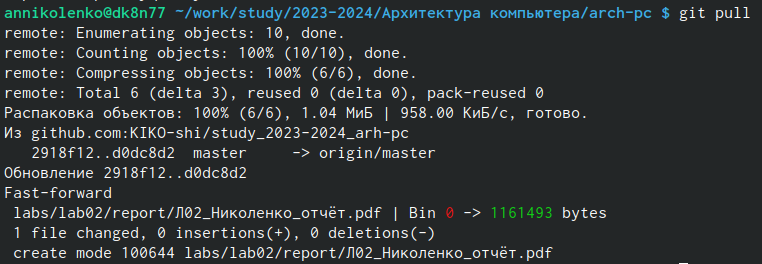 annikolenko@dk8n77 ~/work/study/2023-2024/Архитектура компьютера/arch-pc $ git pull
remote: Enumerating objects: 10, done.
remote: Counting objects: 100% (10/10), done.
remote: Compressing objects: 100% (6/6), done.
remote: Total 6 (delta 3), reused 0 (delta 0), pack-reused 0
Распаковка объектов: 100% (6/6), 1.04 МиБ | 958.00 КиБ/с, готово.
Из github.com:KIKO-shi/study_2023-2024_arh-pc
   2918f12..d0dc8d2  master     -> origin/master
Обновление 2918f12..d0dc8d2
Fast-forward
 labs/lab02/report/Л02_Николенко_отчёт.pdf | Bin 0 -> 1161493 bytes
 1 file changed, 0 insertions(+), 0 deletions(-)
 create mode 100644 labs/lab02/report/Л02_Николенко_отчёт.pdf